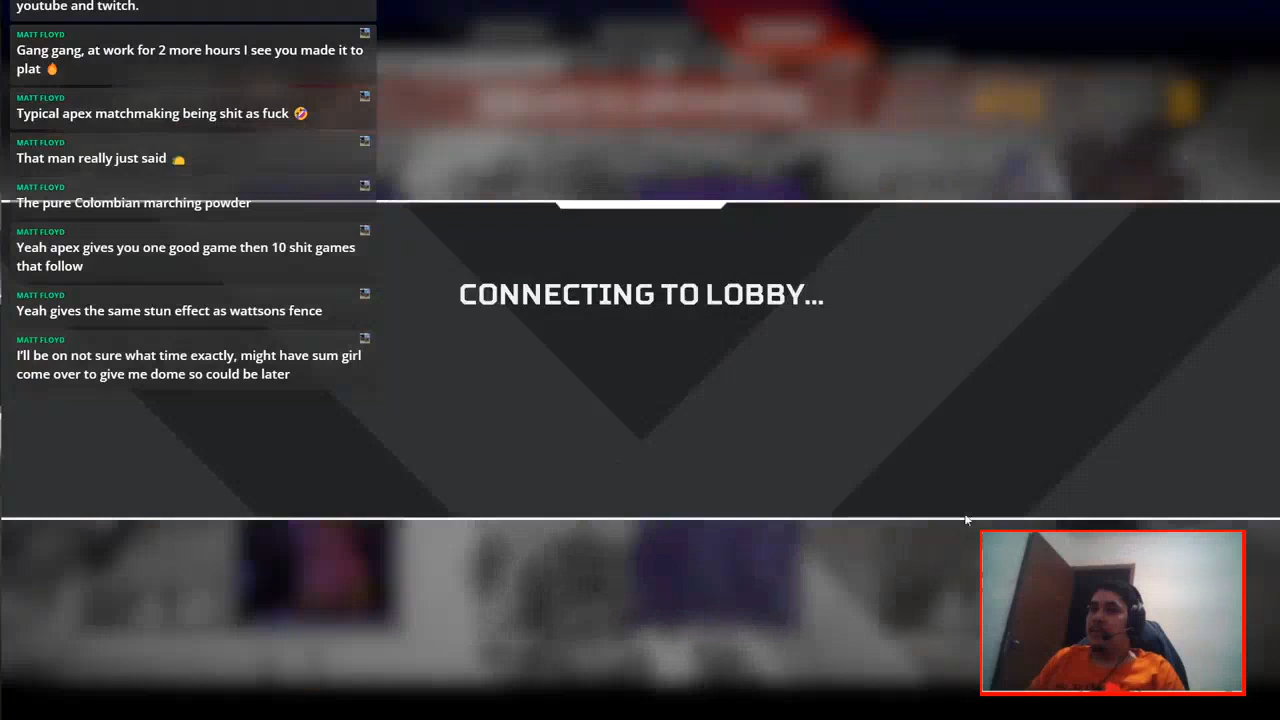 youtube and twitch.
MATT FLOYD
Gang gang, at work for 2 more hours I see you made it to
plat 🔥
MATT FLOYD
Typical apex matchmaking being shit as fuck 🤣
MATT FLOYD
That man really just said 🌮
MATT FLOYD
The pure Colombian marching powder
MATT FLOYD
Yeah apex gives you one good game then 10 shit games
that follow
MATT FLOYD
Yeah gives the same stun effect as wattsons fence
MATT FLOYD
I'll be on not sure what time exactly, might have sum girl
come over to give me dome so could be later
CONNECTING TO LOBBY...